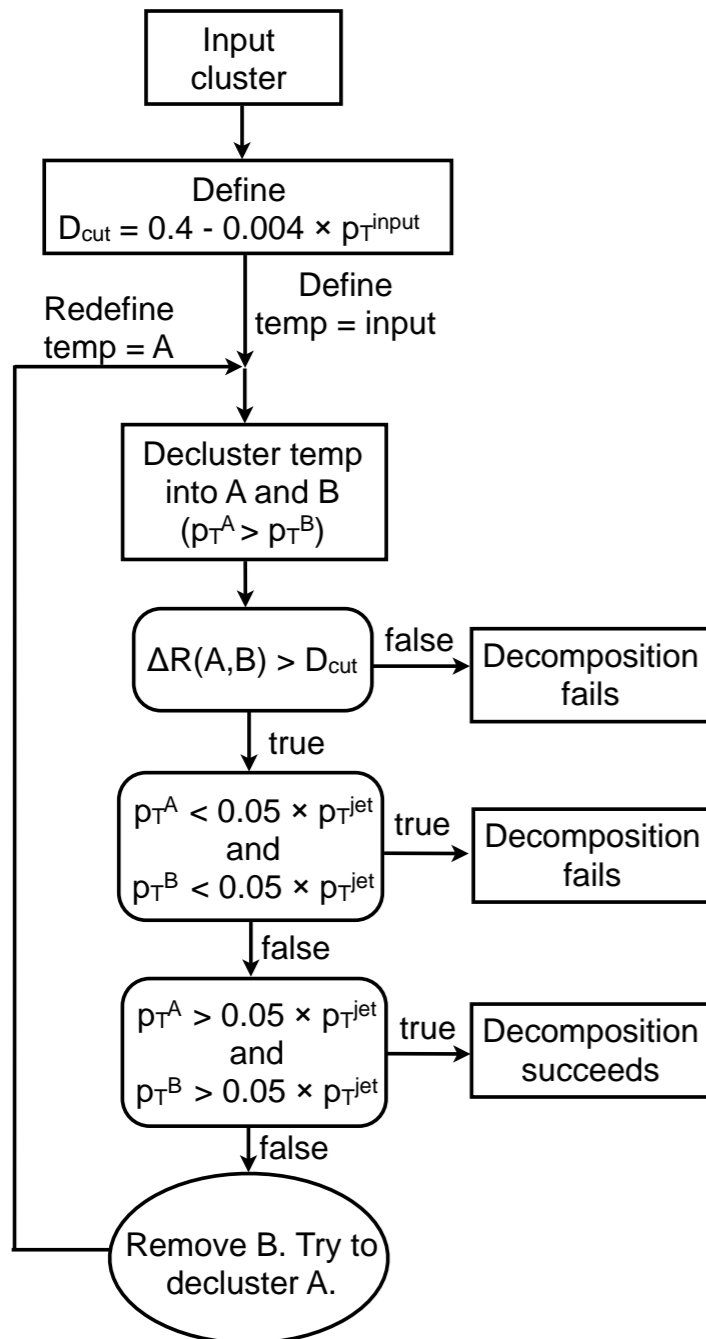 Input
cluster
Define
D_cut = 0.4 - 0.004 × p_T^input
Define
temp = input
Redefine
temp = A
Decluster temp
into A and B
(p_T^A > p_T^B)
ΔR(A,B) > D_cut
false
Decomposition
fails
true
p_T^A < 0.05 × p_T^jet
and
p_T^B < 0.05 × p_T^jet
true
Decomposition
fails
false
p_T^A > 0.05 × p_T^jet
and
p_T^B > 0.05 × p_T^jet
true
Decomposition
succeeds
false
Remove B. Try to
decluster A.